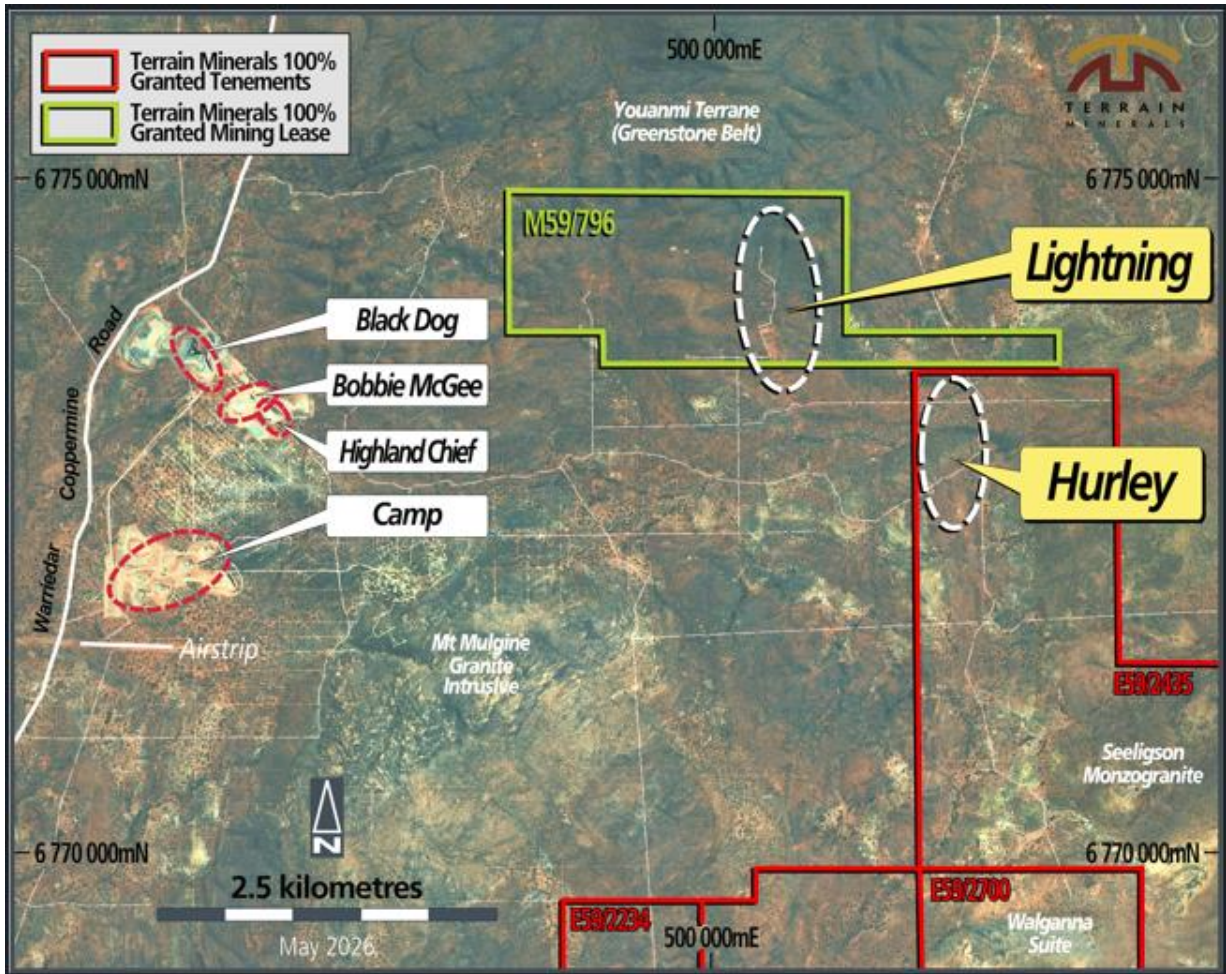 Terrain Minerals 100%
Granted Tenements
Terrain Minerals 100%
Granted Mining Lease
500 000mE
TERRAIN
MINERALS
Youanmi Terrane
(Greenstone Belt)
6 775 000mN
6 775 000mN
M59/796
Lightning
Black Dog
Bobbie McGee
Highland Chief
Camp
Hurley
Warriedar Coppermine Road
Airstrip
Mt Mulgine
Granite
Intrusive
E59/2435
Seeligson
Monzogranite
N
6 770 000mN
6 770 000mN
2.5 kilometres
May 2026
E59/2234
500 000mE
E59/2700
Walganna
Suite